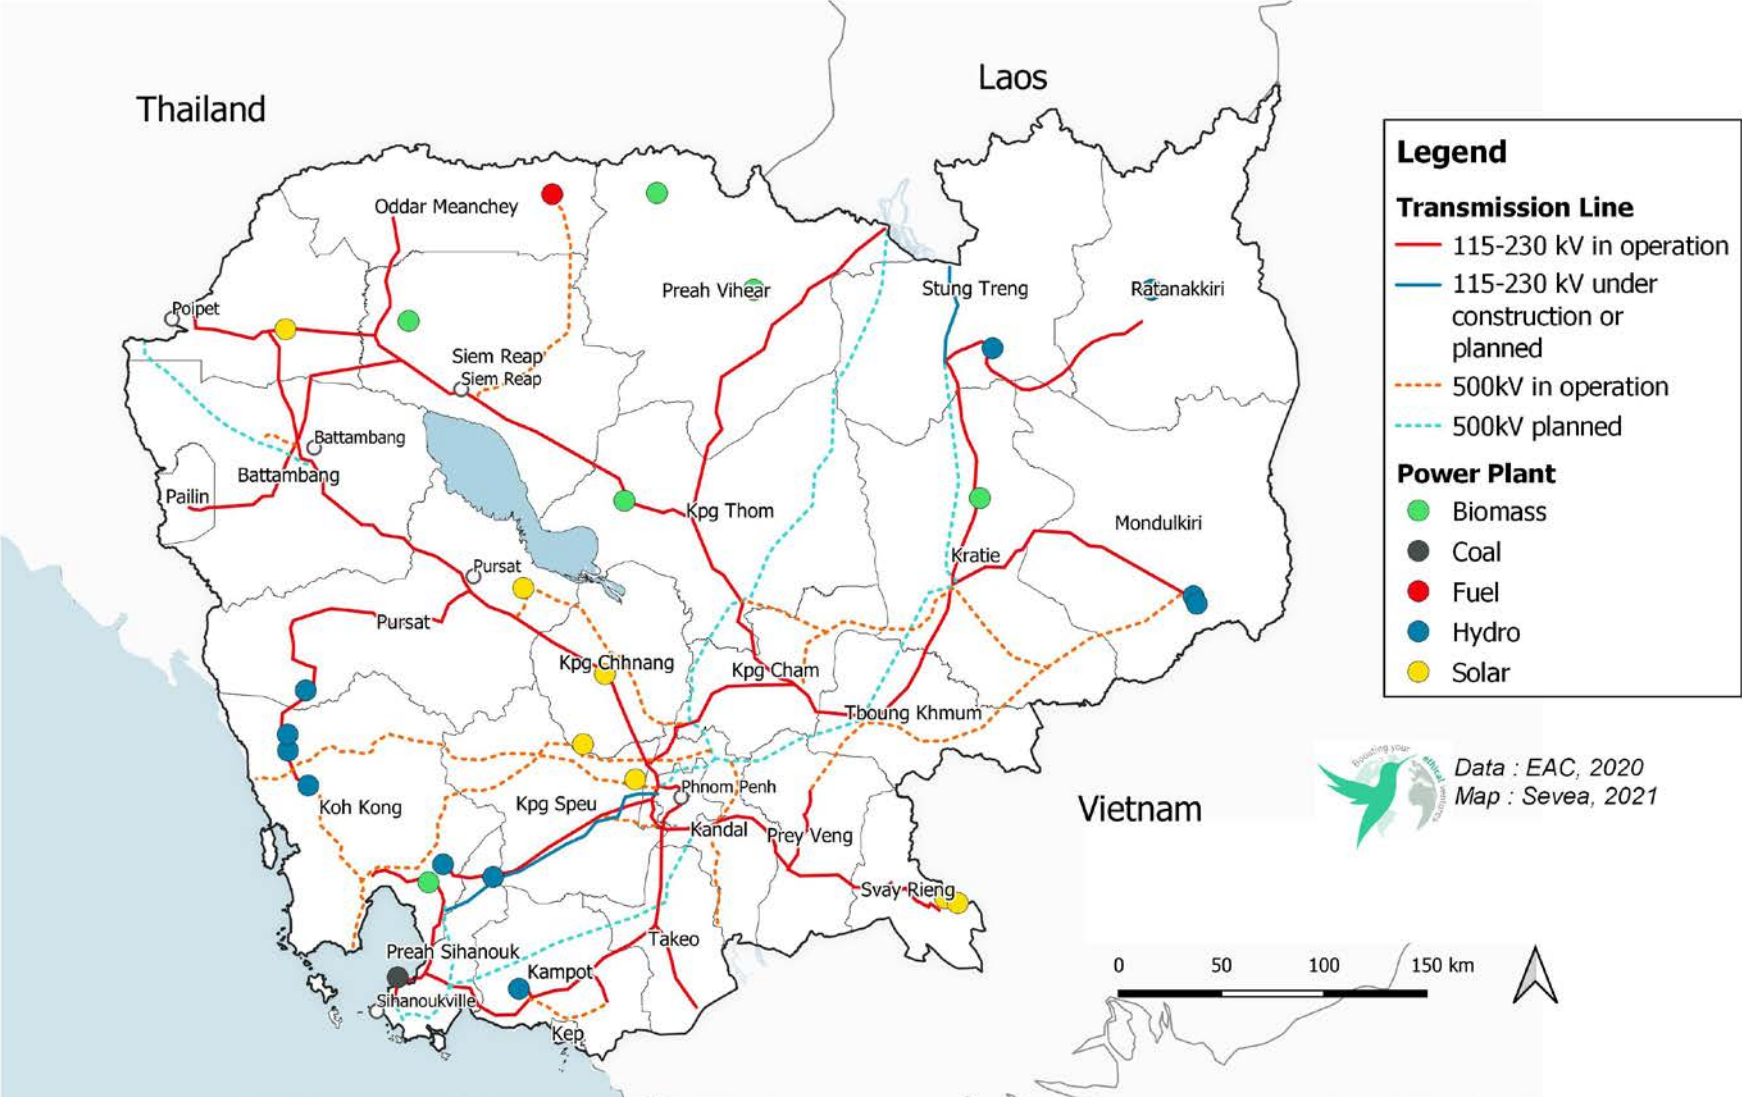 Laos
Thailand
Oddar Meanchey
Preah Vihear
Stung Treng
Ratanakkiri
Poipet
Siem Reap
Siem Reap
Battambang
Battambang
Pailin
Kpg Thom
Mondulkiri
Kratie
Pursat
Pursat
Kpg Chhnang
Kpg Cham
Tboung Khmum
Phnom Penh
Koh Kong
Kpg Speu
Kandal
Prey Veng
Vietnam
Svay Rieng
Takeo
Preah Sihanouk
Kampot
Sihanoukville
Kep
Legend
Transmission Line
115-230 kV in operation
115-230 kV under
construction or
planned
500kV in operation
500kV planned
Power Plant
Biomass
Coal
Fuel
Hydro
Solar
Boosting your
ethical ventures
Data : EAC, 2020
Map : Sevea, 2021
0 50 100 150 km